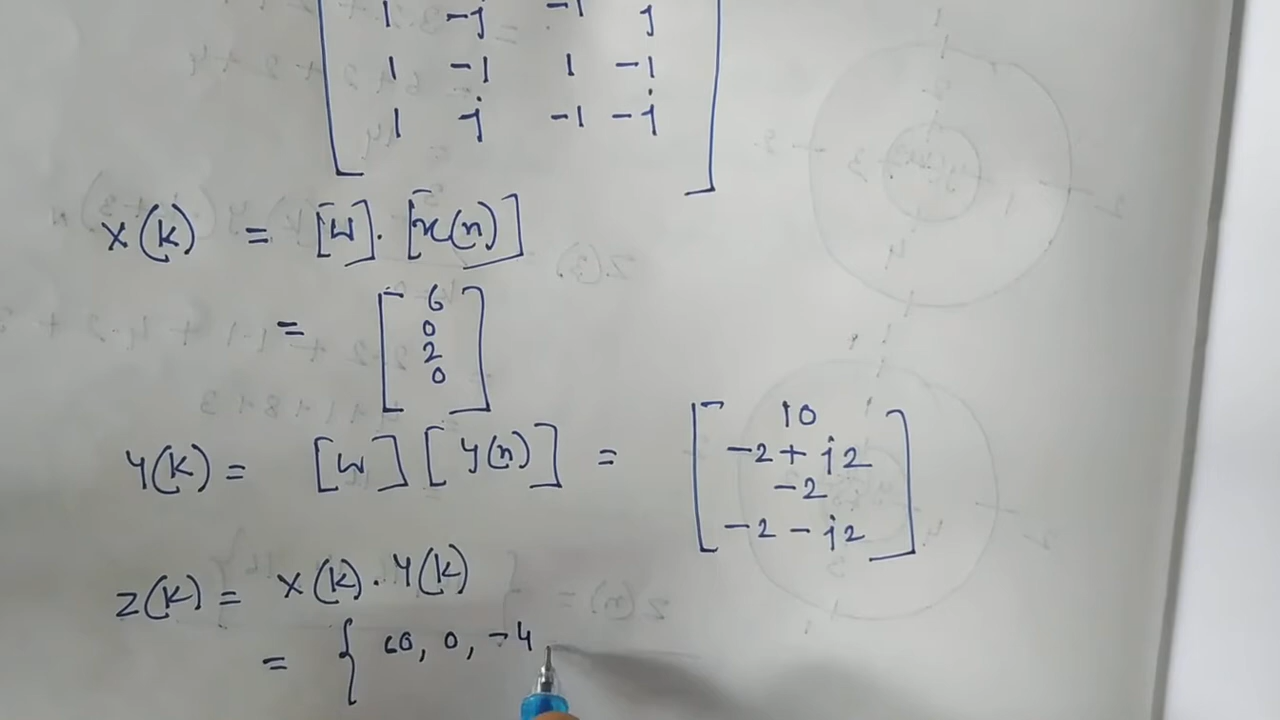 1 -j -1 j
1 -1 1 -1
1 j -1 -j
X(k) = [W]. [x(n)]
= [ 6
0
2
0 ]
Y(k) = [W] [y(n)] = [ 10
-2 + j2
-2
-2 - j2 ]
Z(k) = X(k) . Y(k)
= { 60, 0, -4